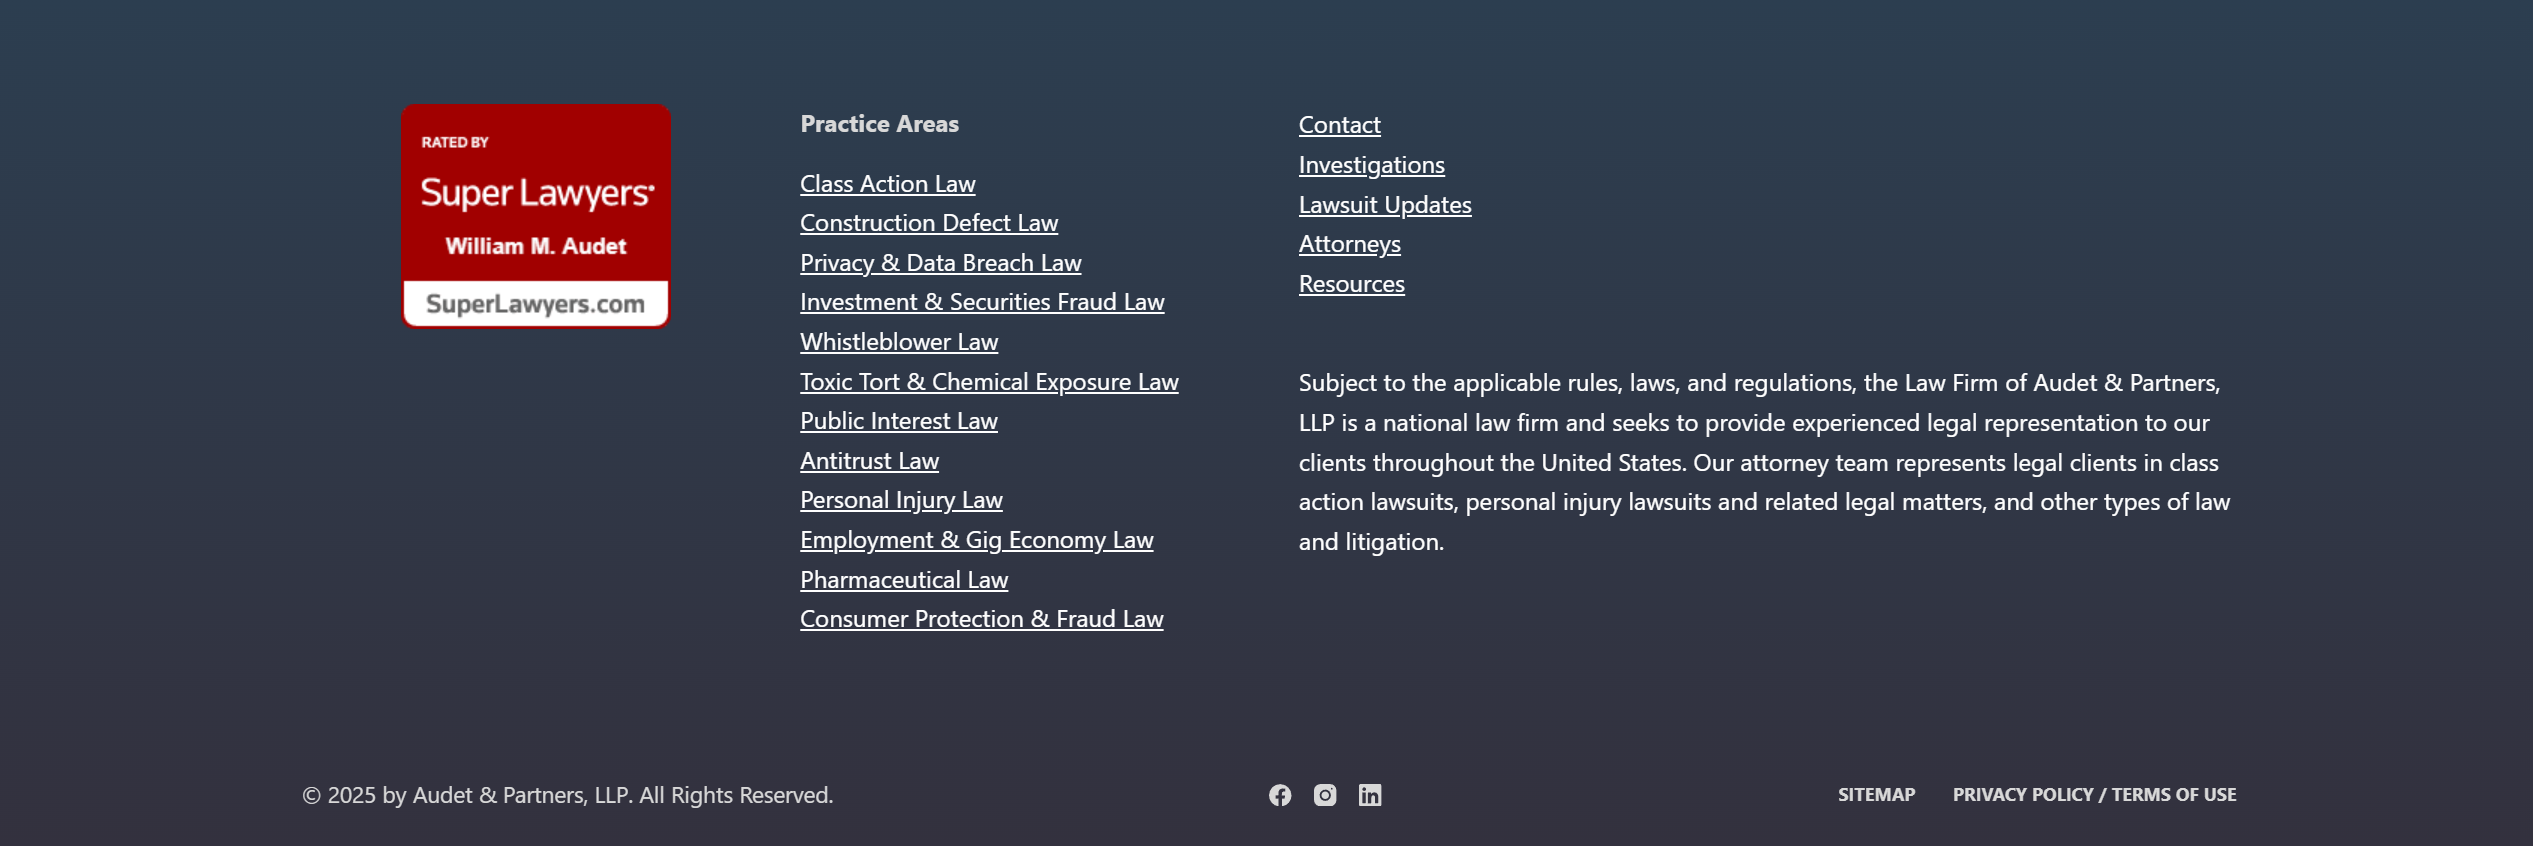 RATED BY
Super Lawyers
William M. Audet
SuperLawyers.com
Practice Areas
Class Action Law
Construction Defect Law
Privacy & Data Breach Law
Investment & Securities Fraud Law
Whistleblower Law
Toxic Tort & Chemical Exposure Law
Public Interest Law
Antitrust Law
Personal Injury Law
Employment & Gig Economy Law
Pharmaceutical Law
Consumer Protection & Fraud Law
Contact
Investigations
Lawsuit Updates
Attorneys
Resources
Subject to the applicable rules, laws, and regulations, the Law Firm of Audet & Partners,
LLP is a national law firm and seeks to provide experienced legal representation to our
clients throughout the United States. Our attorney team represents legal clients in class
action lawsuits, personal injury lawsuits and related legal matters, and other types of law
and litigation.
© 2025 by Audet & Partners, LLP. All Rights Reserved.
SITEMAP
PRIVACY POLICY / TERMS OF USE